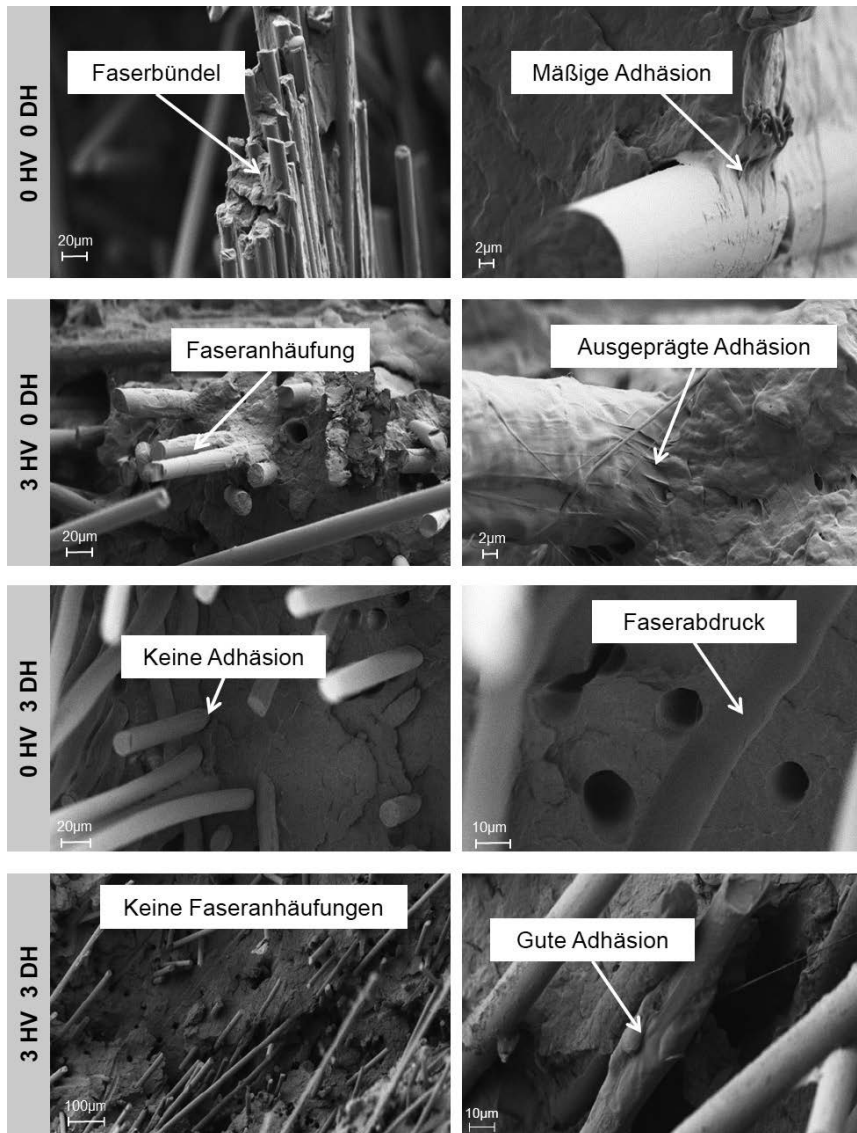 0 HV 0 DH
Faserbündel
20µm
Mäßige Adhäsion
2µm
3 HV 0 DH
Faseranhäufung
20µm
Ausgeprägte Adhäsion
2µm
0 HV 3 DH
Keine Adhäsion
20µm
Faserabdruck
10µm
3 HV 3 DH
Keine Faseranhäufungen
100µm
Gute Adhäsion
10µm